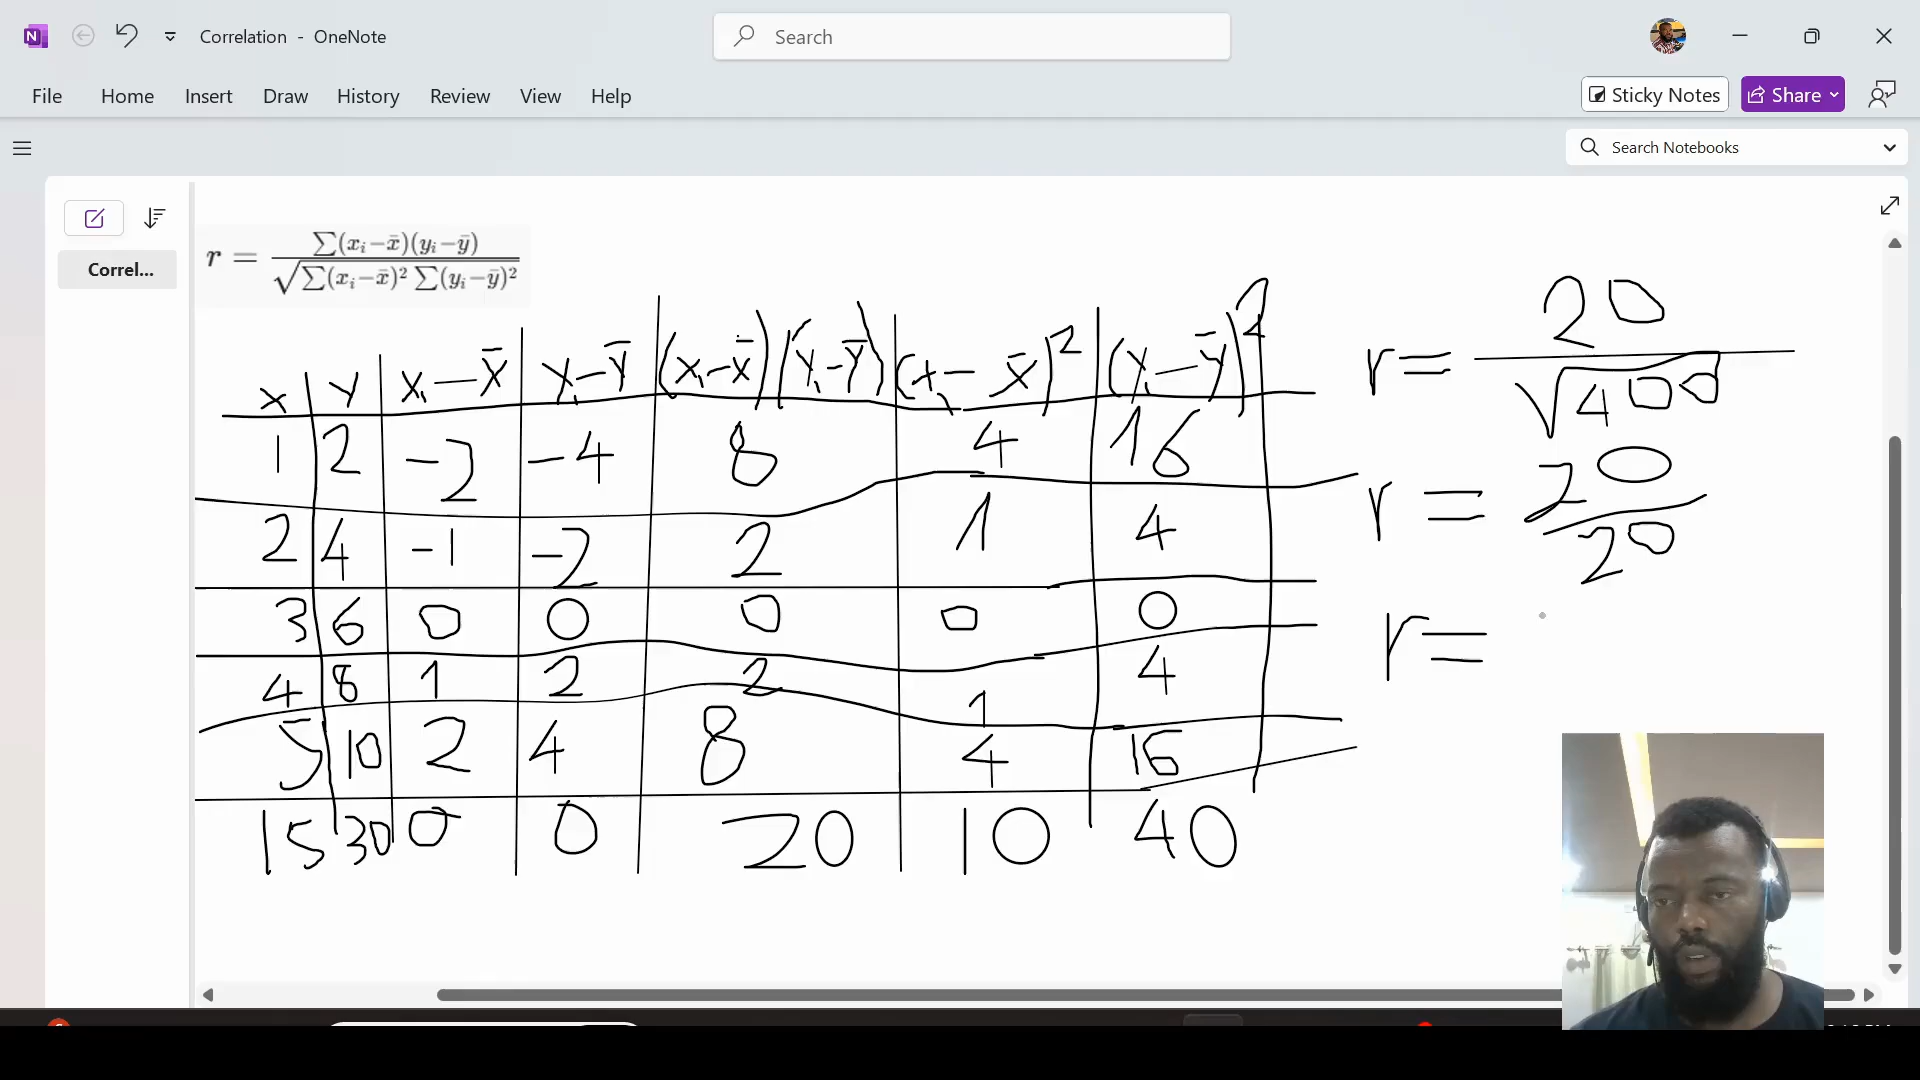 Correlation - OneNote
Search
File Home Insert Draw History Review View Help
Sticky Notes Share
Search Notebooks
Correl...
r = ∑(xᵢ−x̄)(yᵢ−ȳ) / √∑(xᵢ−x̄)² ∑(yᵢ−ȳ)²
x y xᵢ−x̄ yᵢ−ȳ (xᵢ−x̄)(yᵢ−ȳ) (xᵢ−x̄)² (yᵢ−ȳ)²
1 2 −2 −4 8 4 16
2 4 −1 −2 2 1 4
3 6 0 0 0 0 0
4 8 1 2 2 1 4
5 10 2 4 8 4 16
15 30 0 0 20 10 40
r = 20 / √400
r = 20 / 20
r =